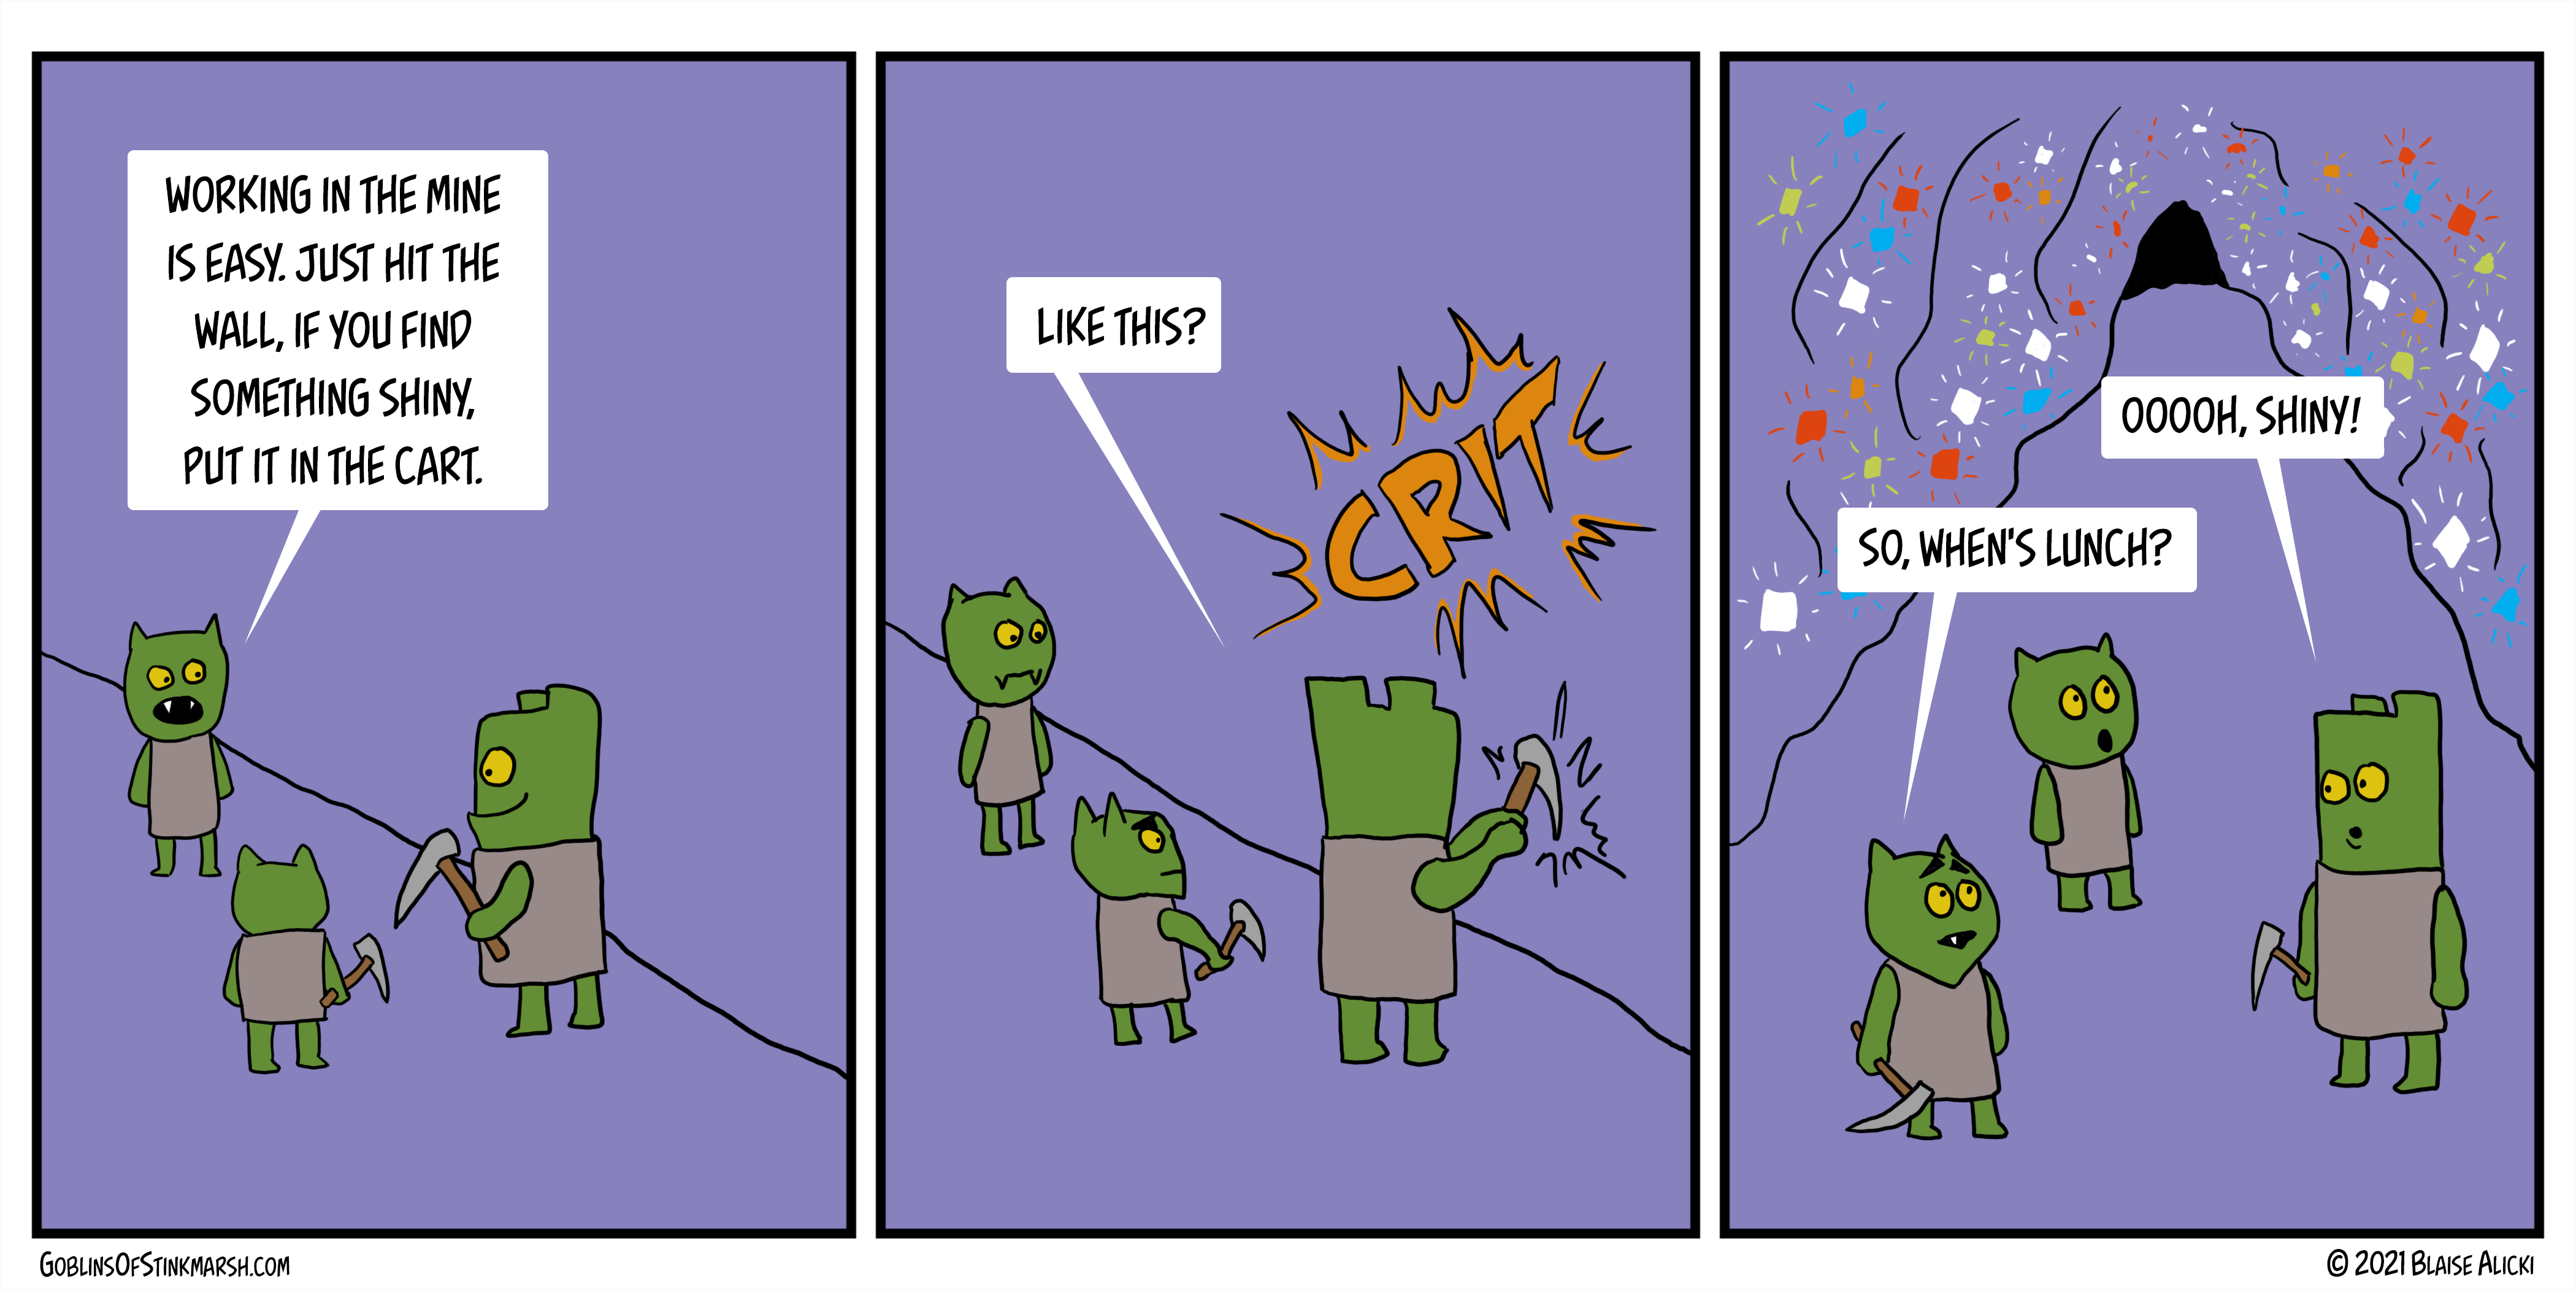 WORKING IN THE MINE
IS EASY. JUST HIT THE
WALL, IF YOU FIND
SOMETHING SHINY,
PUT IT IN THE CART.
LIKE THIS?
CRIT
OOOOH, SHINY!
SO, WHEN'S LUNCH?
GOBLINSOFSTINKMARSH.COM
© 2021 BLAISE ALICKI